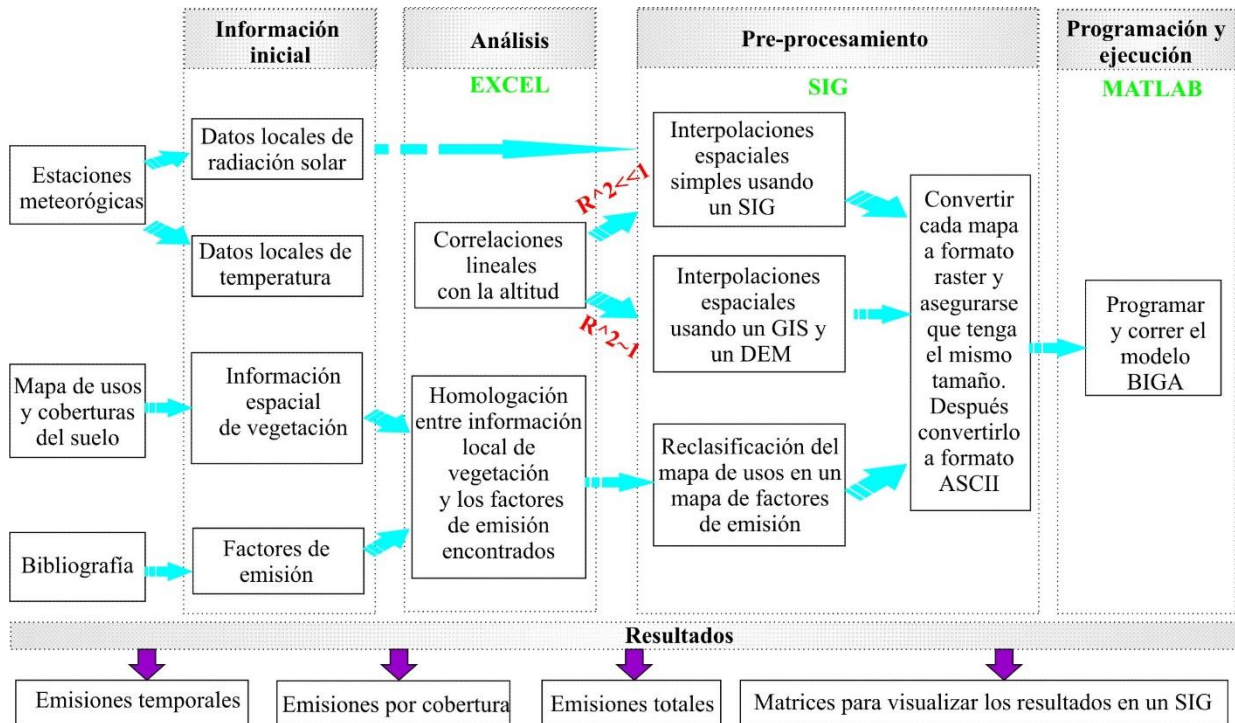 Información
inicial
Análisis
Pre-procesamiento
Programación y
ejecución
EXCEL
SIG
MATLAB
Estaciones
meteorógicas
Datos locales de
radiación solar
Datos locales de
temperatura
Correlaciones
lineales
con la altitud
R^2<<1
R^2~1
Interpolaciones
espaciales
simples usando
un SIG
Interpolaciones
espaciales
usando un GIS y
un DEM
Convertir
cada mapa
a formato
raster y
asegurarse
que tenga
el mismo
tamaño.
Después
convertirlo
a formato
ASCII
Programar
y correr el
modelo
BIGA
Mapa de usos
y coberturas
del suelo
Información
espacial
de vegetación
Homologación
entre información
local de
vegetación
y los factores
de emisión
encontrados
Reclasificación del
mapa de usos en un
mapa de factores
de emisión
Bibliografía
Factores de
emisión
Resultados
Emisiones temporales
Emisiones por cobertura
Emisiones totales
Matrices para visualizar los resultados en un SIG